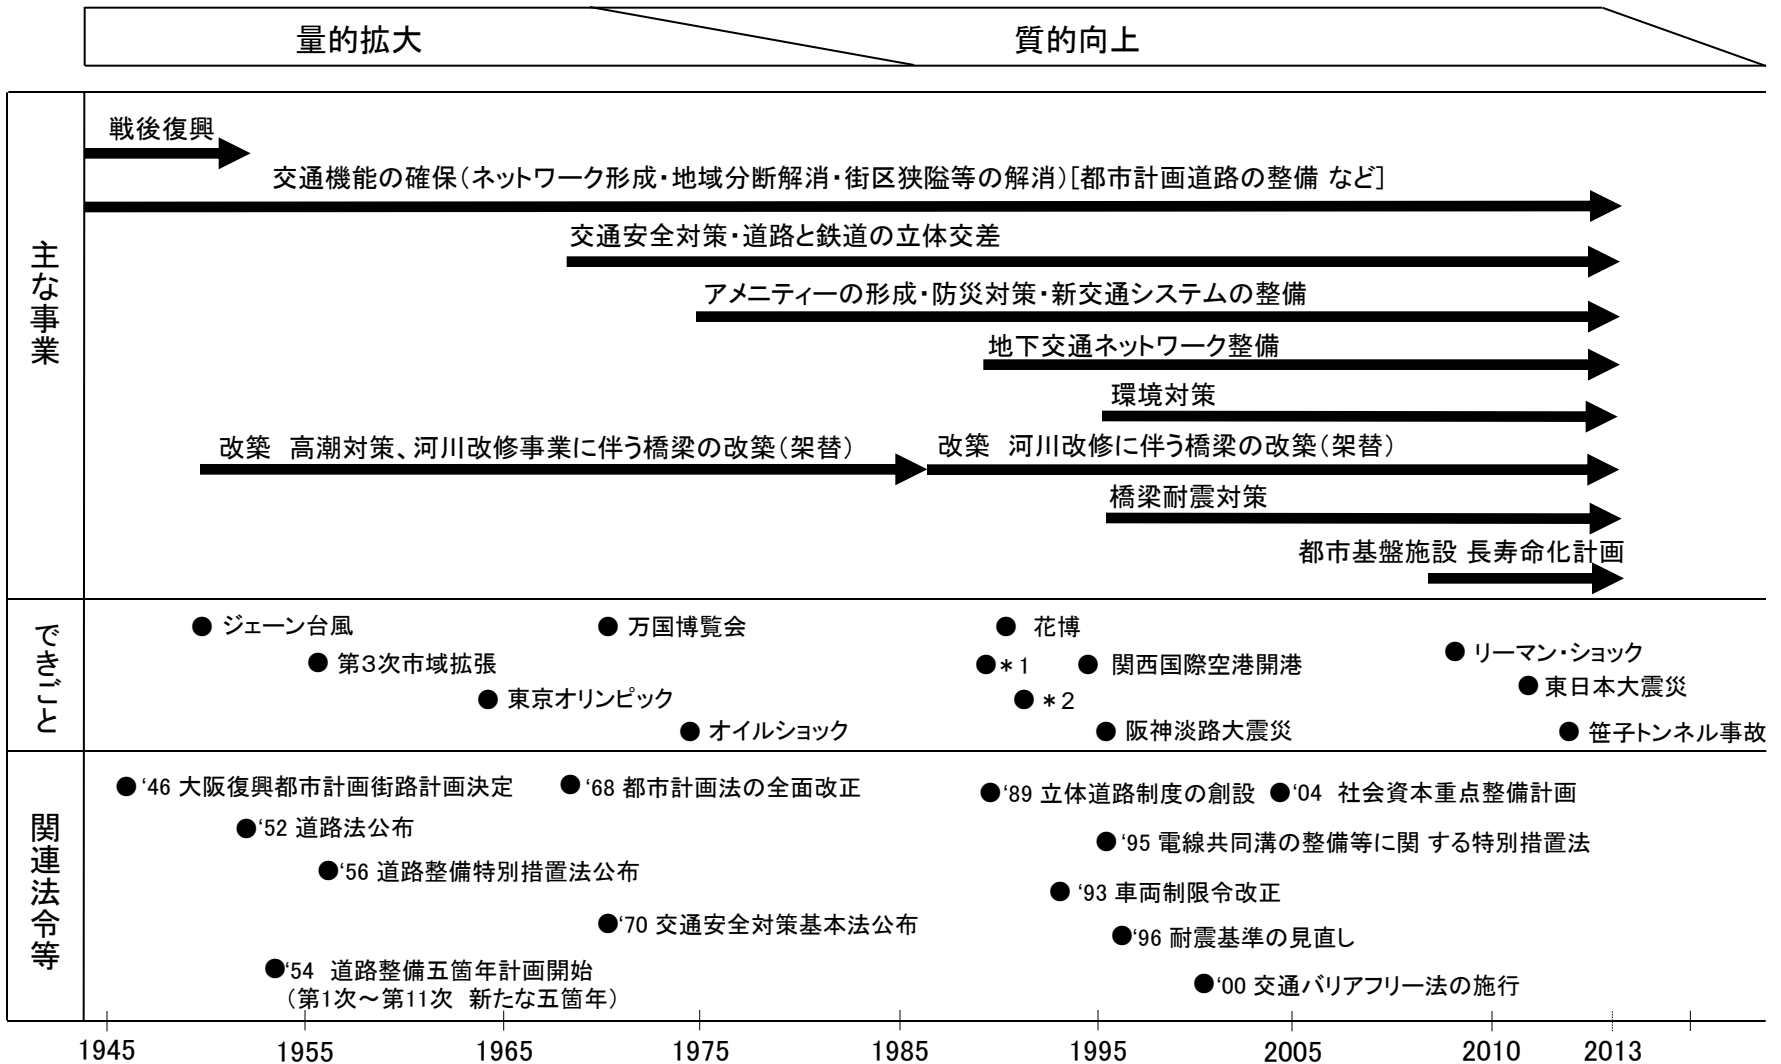 量的拡大
質的向上
主な事業
戦後復興
交通機能の確保（ネットワーク形成・地域分断解消・街区狭隘等の解消）[都市計画道路の整備 など]
交通安全対策・道路と鉄道の立体交差
アメニティーの形成・防災対策・新交通システムの整備
地下交通ネットワーク整備
環境対策
改築　高潮対策、河川改修事業に伴う橋梁の改築（架替）
改築　河川改修に伴う橋梁の改築（架替）
橋梁耐震対策
都市基盤施設 長寿命化計画
できごと
●ジェーン台風
●万国博覧会
●花博
●リーマン・ショック
●第３次市域拡張
●＊1
●関西国際空港開港
●東日本大震災
●東京オリンピック
●＊2
●オイルショック
●阪神淡路大震災
●笹子トンネル事故
関連法令等
●‘46 大阪復興都市計画街路計画決定
●‘68 都市計画法の全面改正
●‘89 立体道路制度の創設
●‘04　社会資本重点整備計画
●‘52 道路法公布
●‘95 電線共同溝の整備等に関 する特別措置法
●‘56 道路整備特別措置法公布
●‘93 車両制限令改正
●‘70 交通安全対策基本法公布
●‘96 耐震基準の見直し
●‘54　道路整備五箇年計画開始
（第1次～第11次　新たな五箇年）
●‘00 交通バリアフリー法の施行
1945 1955 1965 1975 1985 1995 2005 2010 2013